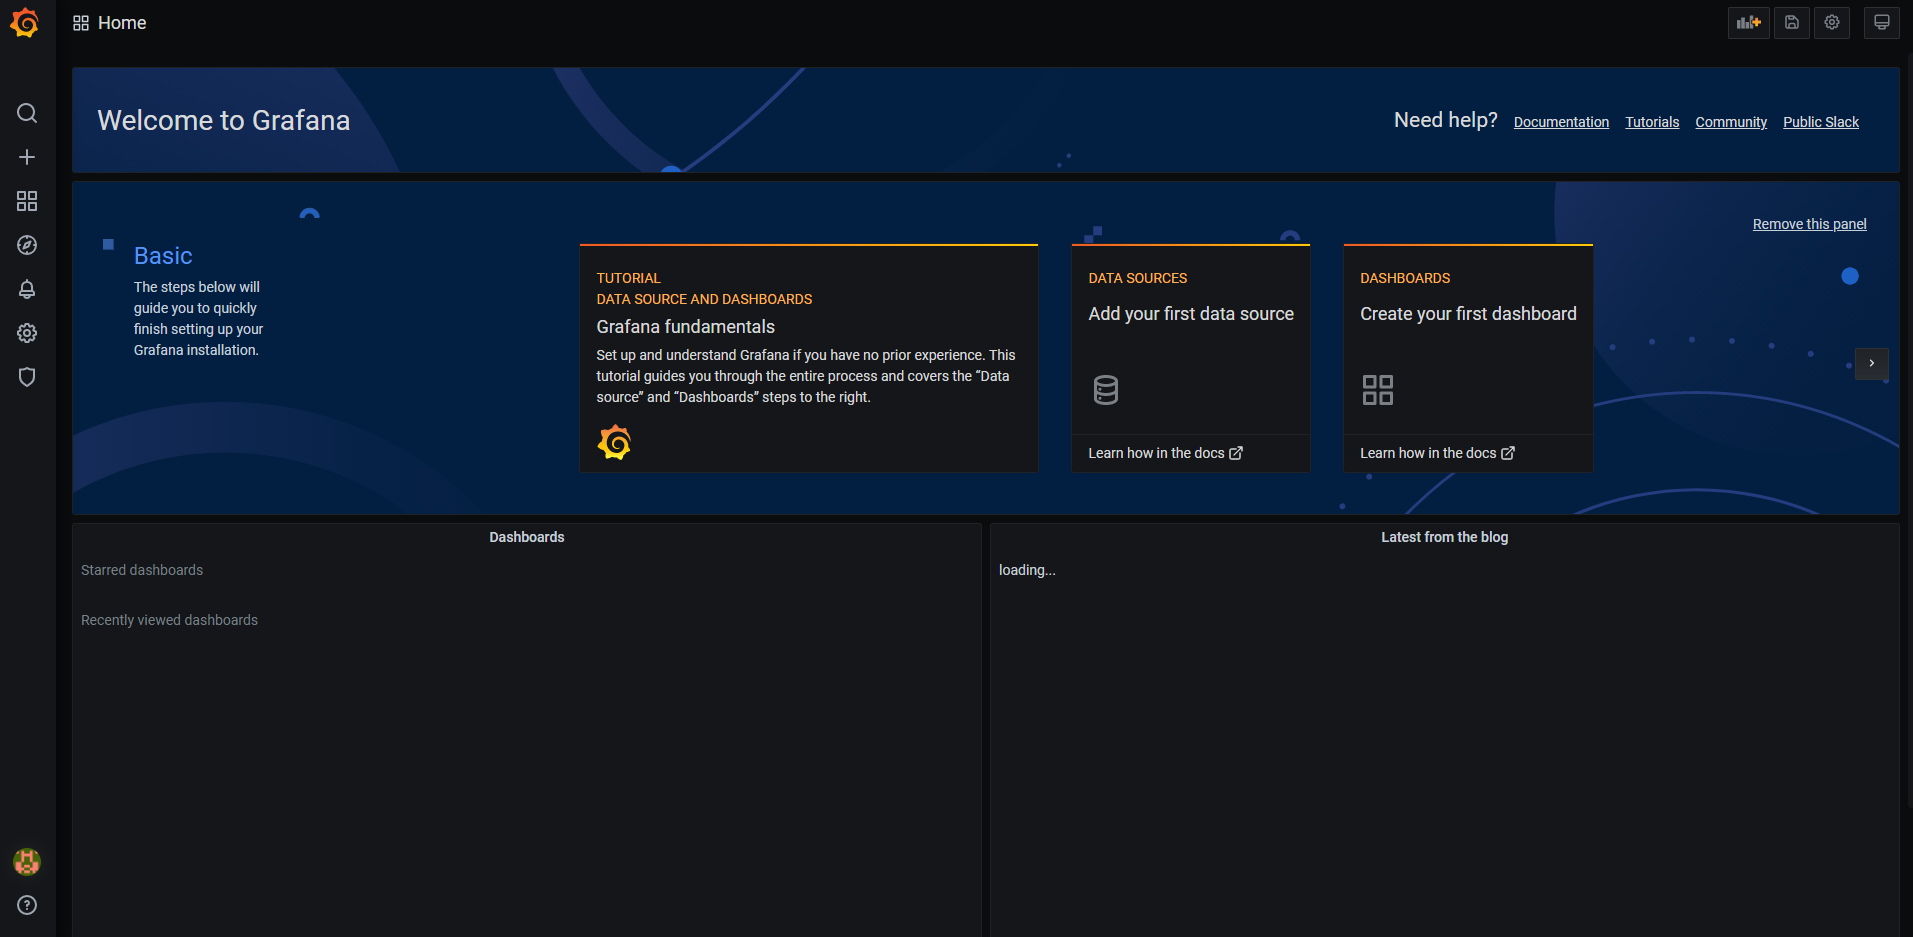 Home
Welcome to Grafana
Need help?
Documentation
Tutorials
Community
Public Slack
Remove this panel
Basic
The steps below will
guide you to quickly
finish setting up your
Grafana installation.
TUTORIAL
DATA SOURCE AND DASHBOARDS
Grafana fundamentals
Set up and understand Grafana if you have no prior experience. This
tutorial guides you through the entire process and covers the “Data
source” and “Dashboards” steps to the right.
DATA SOURCES
Add your first data source
Learn how in the docs
DASHBOARDS
Create your first dashboard
Learn how in the docs
Dashboards
Starred dashboards
Recently viewed dashboards
Latest from the blog
loading...